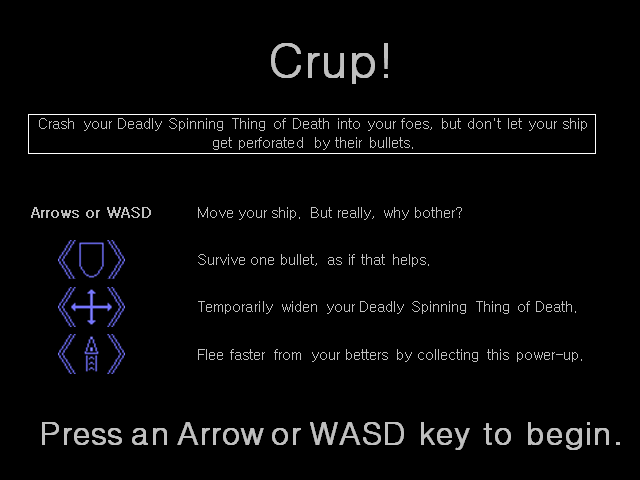 Crup!
Crash your Deadly Spinning Thing of Death into your foes, but don't let your ship
get perforated by their bullets.
Arrows or WASD Move your ship. But really, why bother?
Survive one bullet, as if that helps.
Temporarily widen your Deadly Spinning Thing of Death.
Flee faster from your betters by collecting this power-up.
Press an Arrow or WASD key to begin.